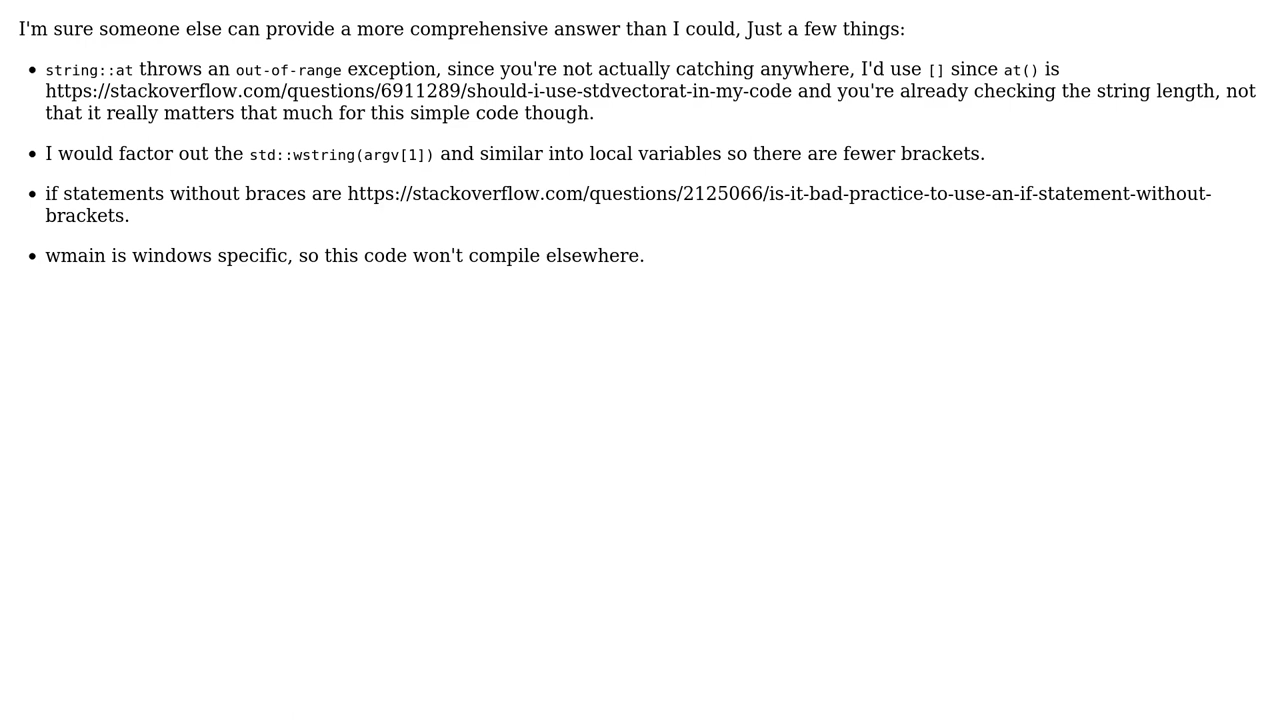 I'm sure someone else can provide a more comprehensive answer than I could, Just a few things:
• string::at throws an out-of-range exception, since you're not actually catching anywhere, I'd use [] since at() is
https://stackoverflow.com/questions/6911289/should-i-use-stdvectorat-in-my-code and you're already checking the string length, not
that it really matters that much for this simple code though.
• I would factor out the std::wstring(argv[1]) and similar into local variables so there are fewer brackets.
• if statements without braces are https://stackoverflow.com/questions/2125066/is-it-bad-practice-to-use-an-if-statement-without-
brackets.
• wmain is windows specific, so this code won't compile elsewhere.